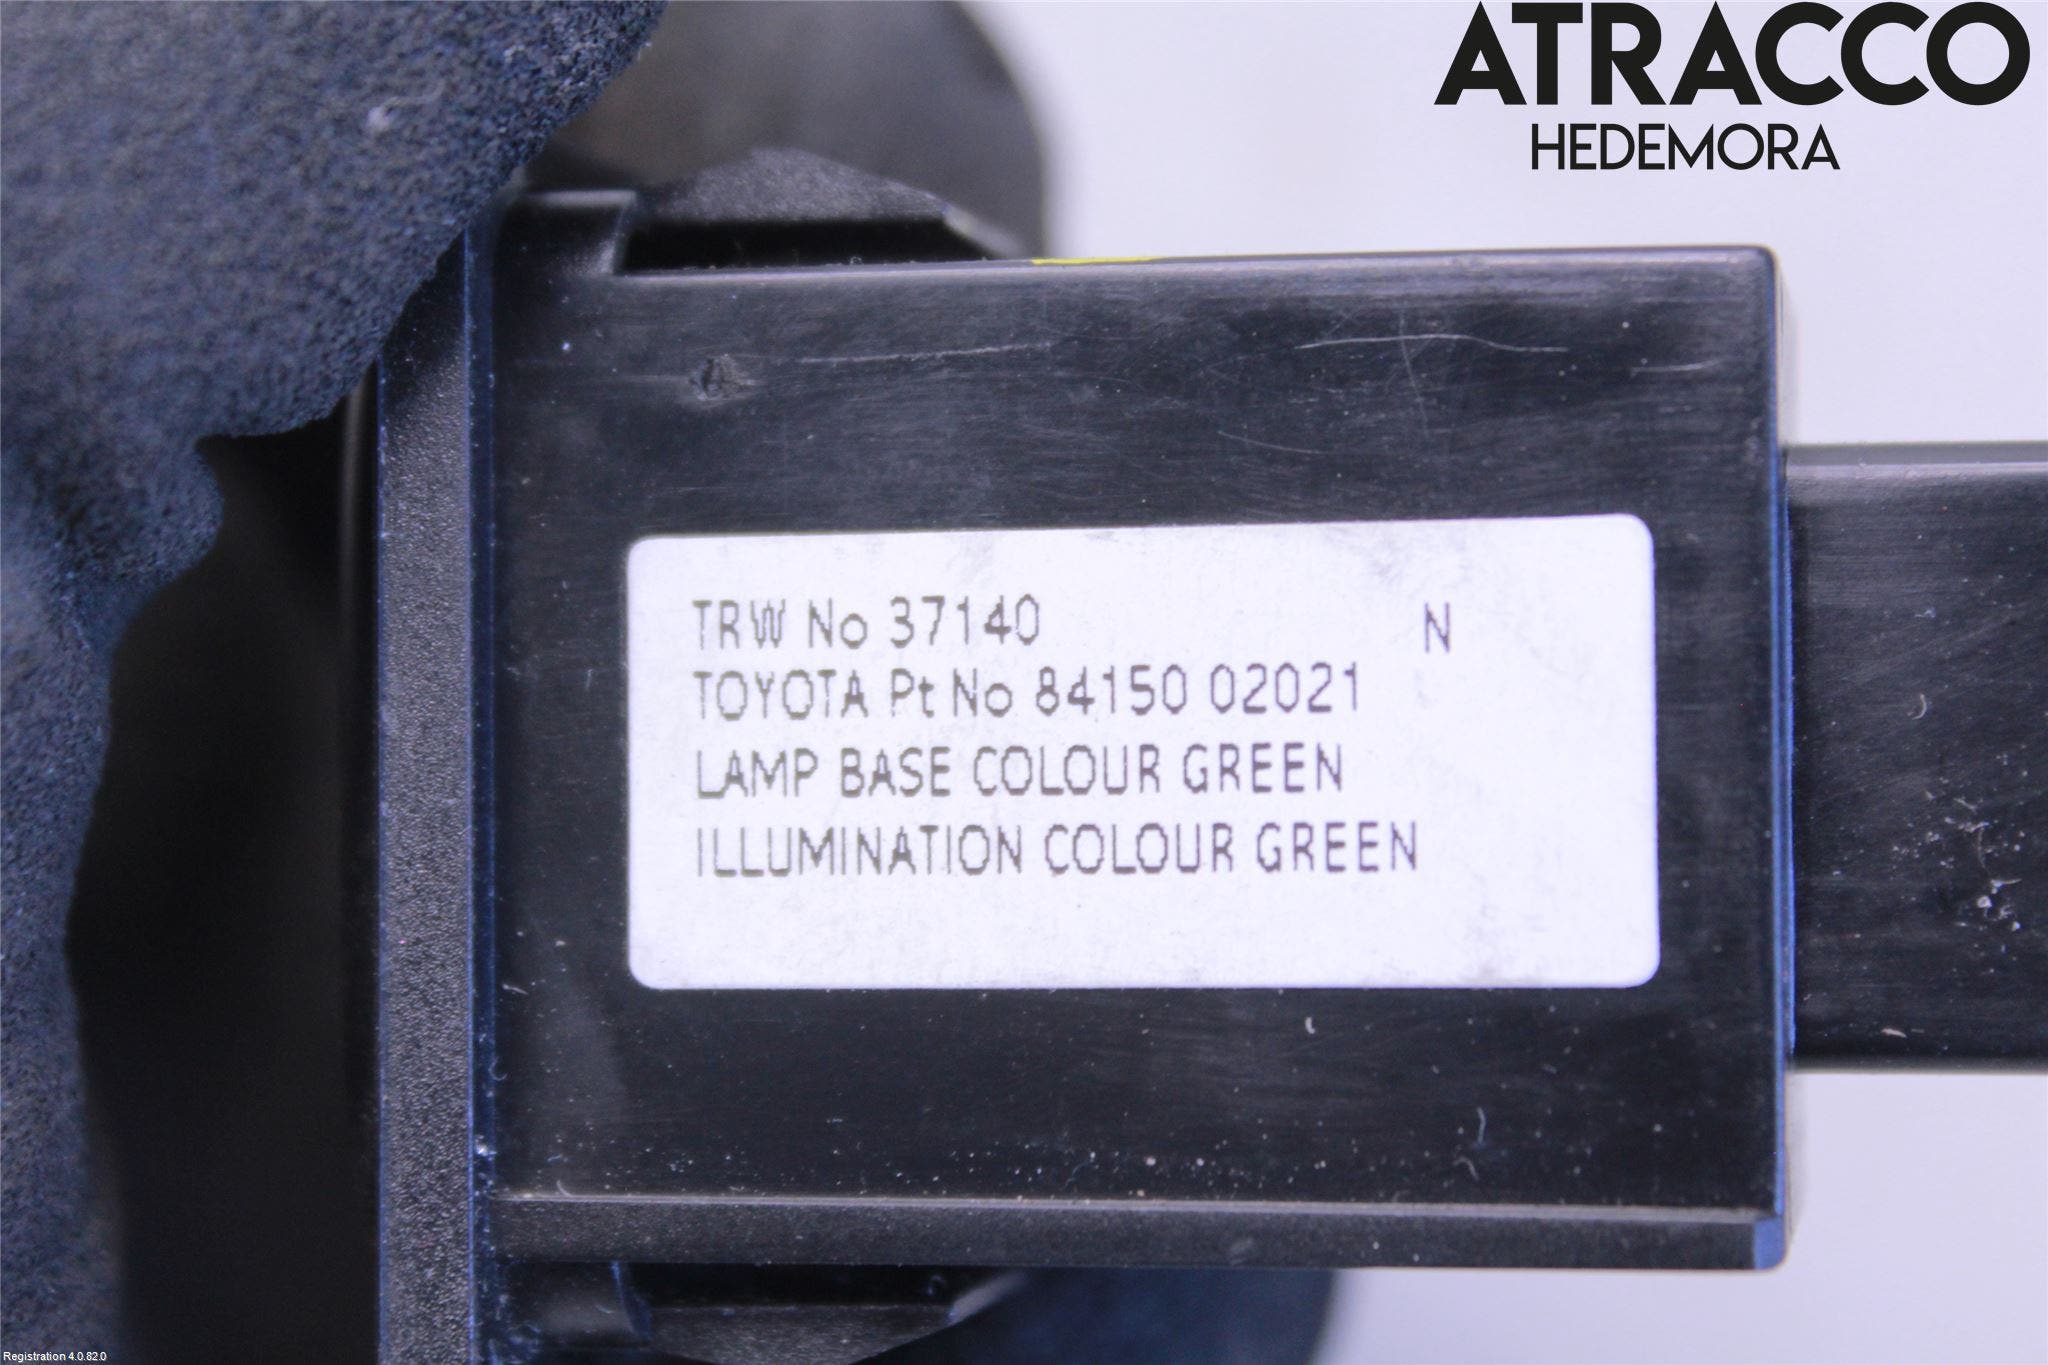 ATRACCO
HEDEMORA
TRW No 37140 N
TOYOTA Pt No 84150 02021
LAMP BASE COLOUR GREEN
ILLUMINATION COLOUR GREEN
Registration 4.0.82.0